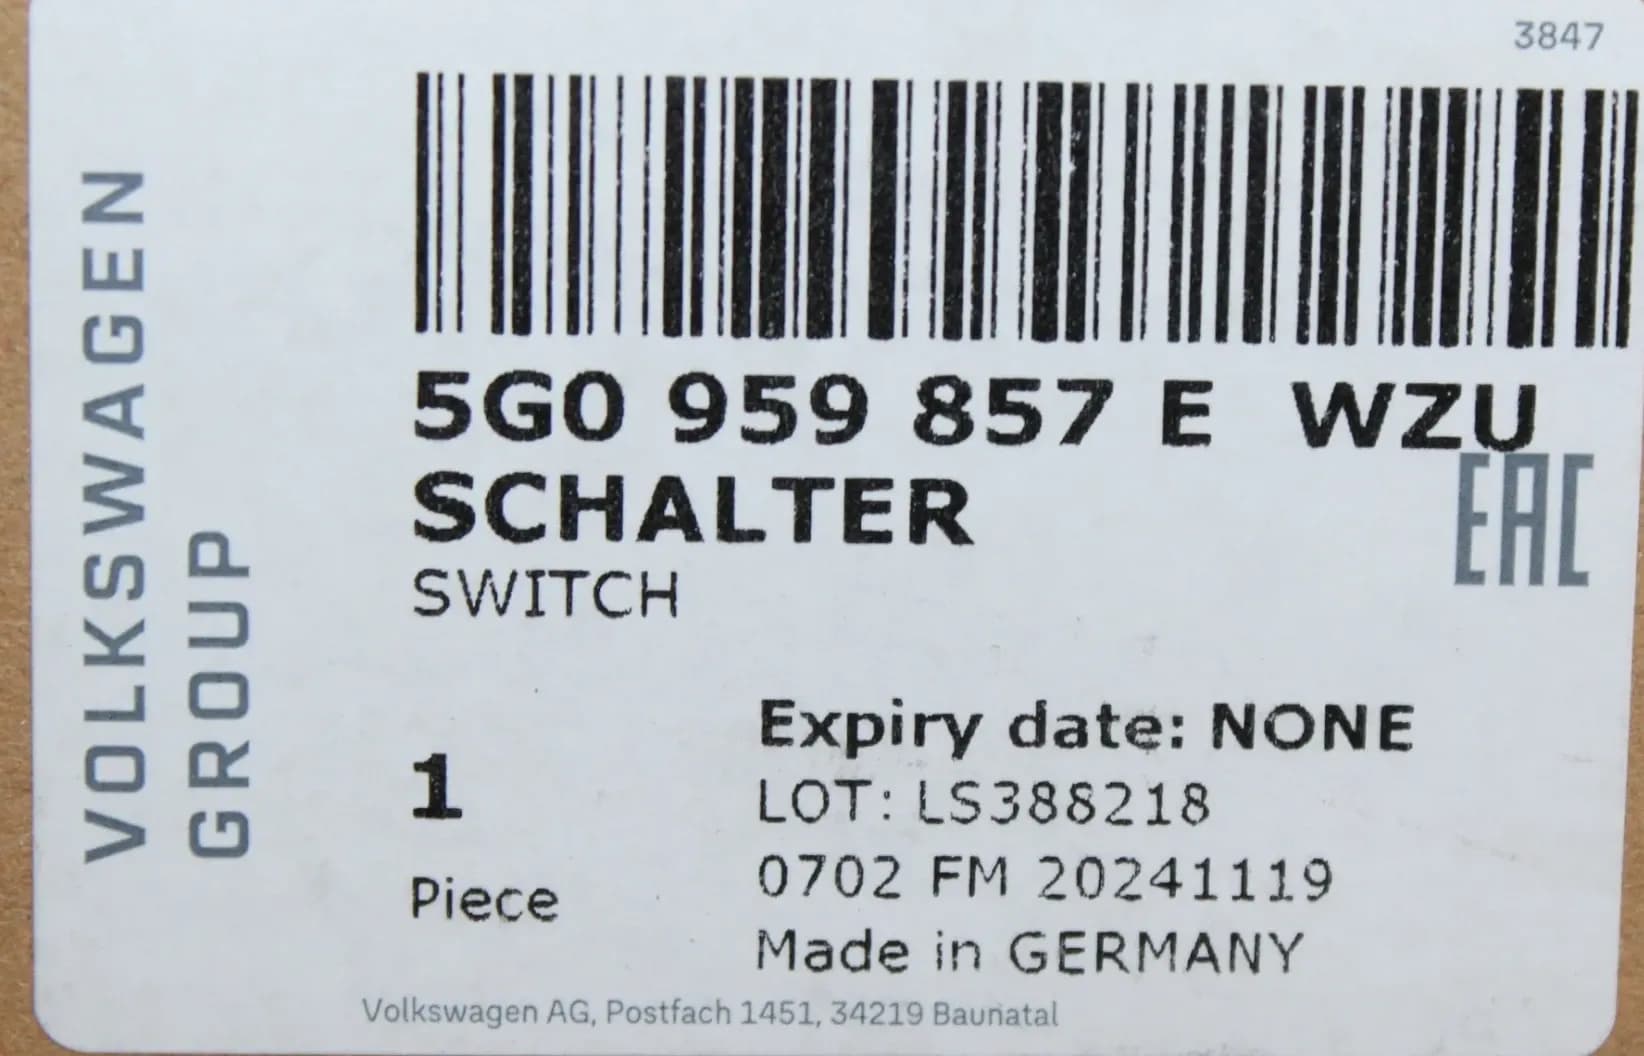 3847
VOLKSWAGEN
GROUP
5G0 959 857 E WZU
SCHALTER
EAC
SWITCH
1
Piece
Expiry date: NONE
LOT: LS388218
0702 FM 20241119
Made in GERMANY
Volkswagen AG, Postfach 1451, 34219 Baunatal